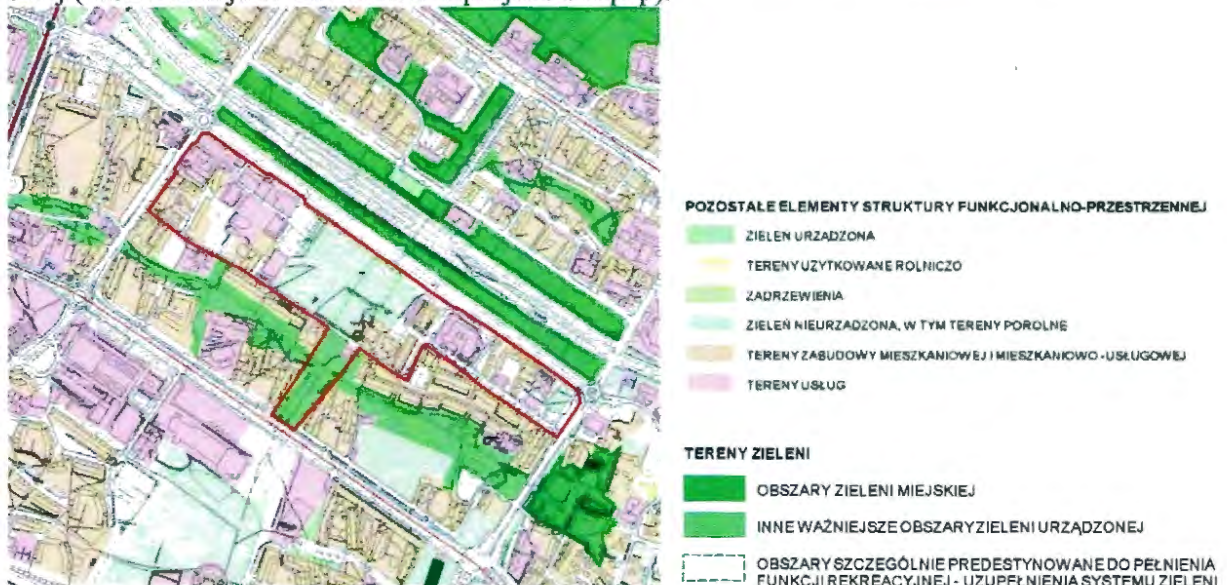 POZOSTAŁE ELEMENTY STRUKTURY FUNKCJONALNO-PRZESTRZENNEJ
ZIELEŃ URZĄDZONA
TERENY UŻYTKOWANE ROLNICZO
ZADRZEWIENIA
ZIELEŃ NIEURZĄDZONA, W TYM TERENY POROLNE
TERENY ZABUDOWY MIESZKANIOWEJ I MIESZKANIOWO-USŁUGOWEJ
TERENY USŁUG
TERENY ZIELENI
OBSZARY ZIELENI MIEJSKIEJ
INNE WAŻNIEJSZE OBSZARY ZIELENI URZĄDZONEJ
OBSZARY SZCZEGÓLNIE PREDESTYNOWANE DO PEŁNIENIA
FUNKCJI REKREACYJNEJ - UZUPEŁNIENIA SYSTEMU ZIELENI